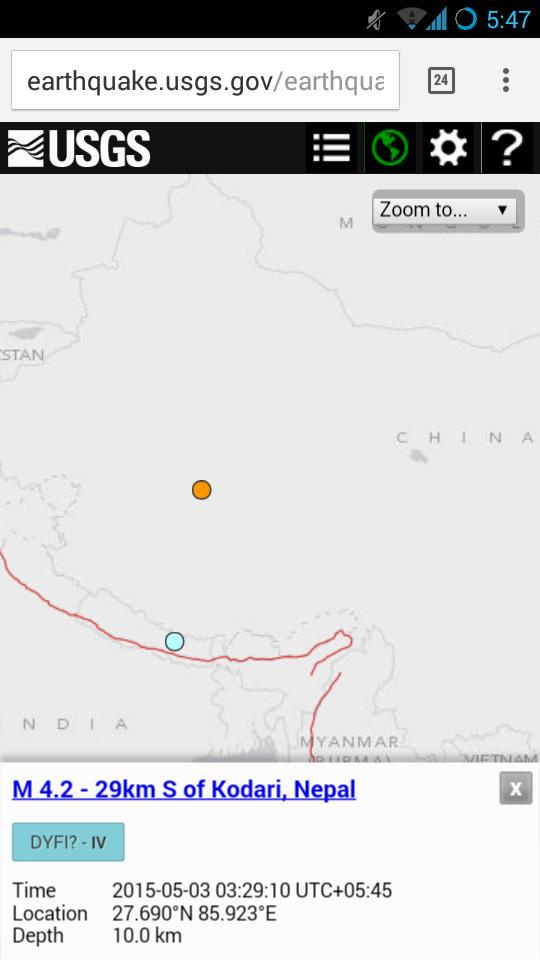 5:47
earthquake.usgs.gov/earthqua
24
USGS
?
Zoom to...
STAN
C H I N A
N D I A
MYANMAR
VIETNAM
M 4.2 - 29km S of Kodari, Nepal
X
DYFI? - IV
Time 2015-05-03 03:29:10 UTC+05:45
Location 27.690°N 85.923°E
Depth 10.0 km